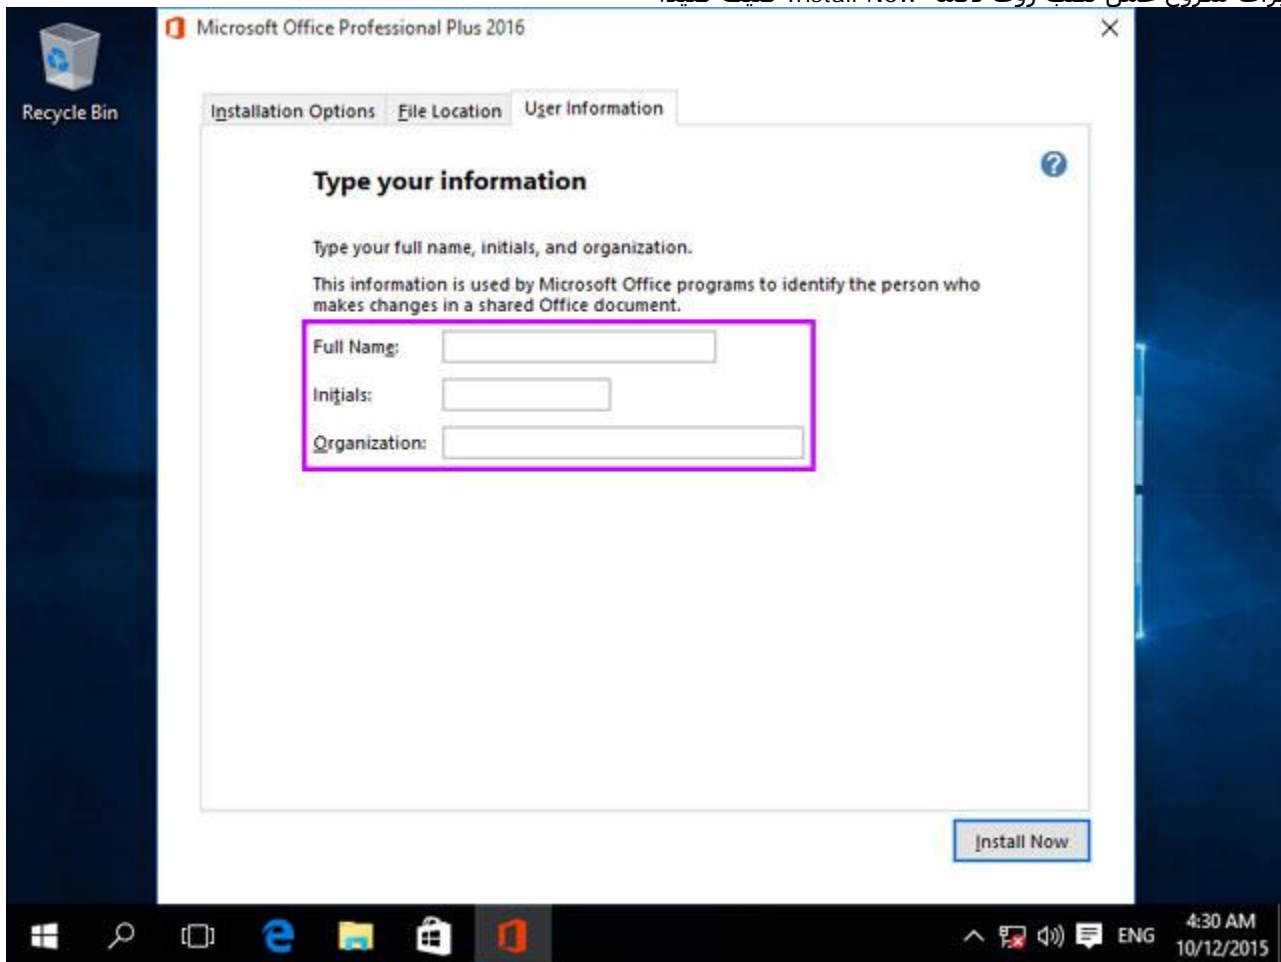 Microsoft Office Professional Plus 2016
Recycle Bin
Installation Options File Location User Information
Type your information
Type your full name, initials, and organization.
This information is used by Microsoft Office programs to identify the person who
makes changes in a shared Office document.
Full Name:
Initials:
Organization:
Install Now
ENG
4:30 AM
10/12/2015